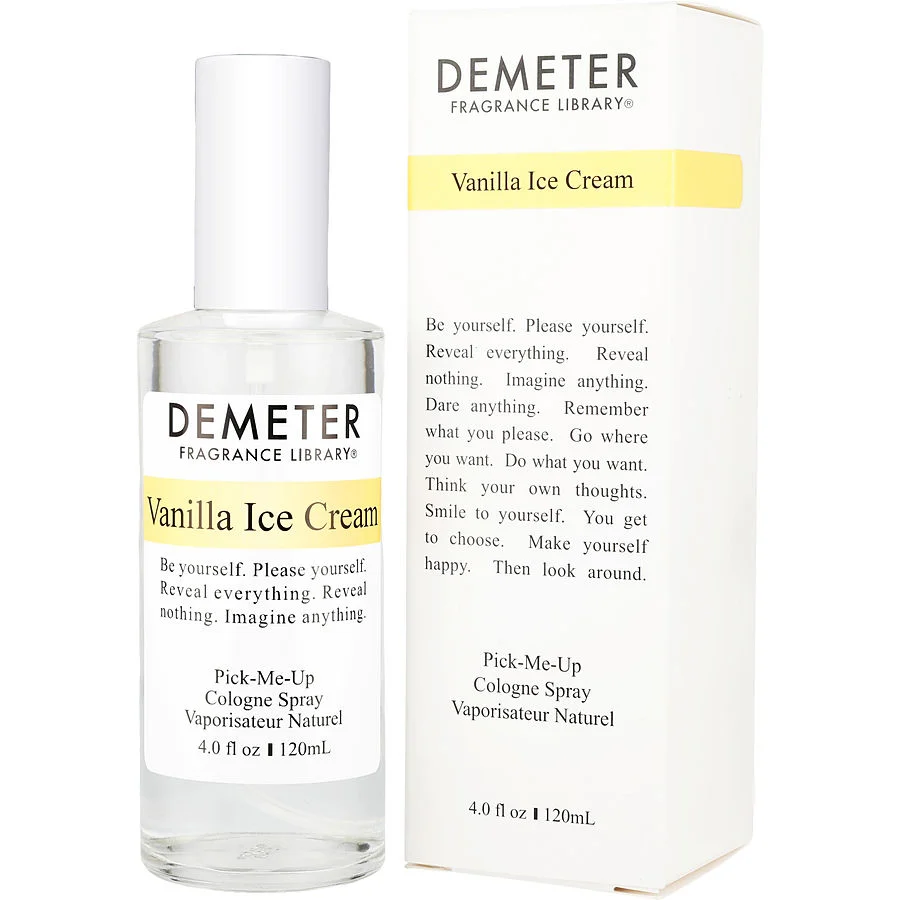 DEMETER
FRAGRANCE LIBRARY®
Vanilla Ice Cream
Be yourself. Please yourself.
Reveal everything. Reveal
nothing. Imagine anything.
Pick-Me-Up
Cologne Spray
Vaporisateur Naturel
4.0 fl oz ▮ 120mL
DEMETER
FRAGRANCE LIBRARY®
Vanilla Ice Cream
Be yourself. Please yourself.
Reveal everything. Reveal
nothing. Imagine anything.
Dare anything. Remember
what you please. Go where
you want. Do what you want.
Think your own thoughts.
Smile to yourself. You get
to choose. Make yourself
happy. Then look around.
Pick-Me-Up
Cologne Spray
Vaporisateur Naturel
4.0 fl oz ▮ 120mL